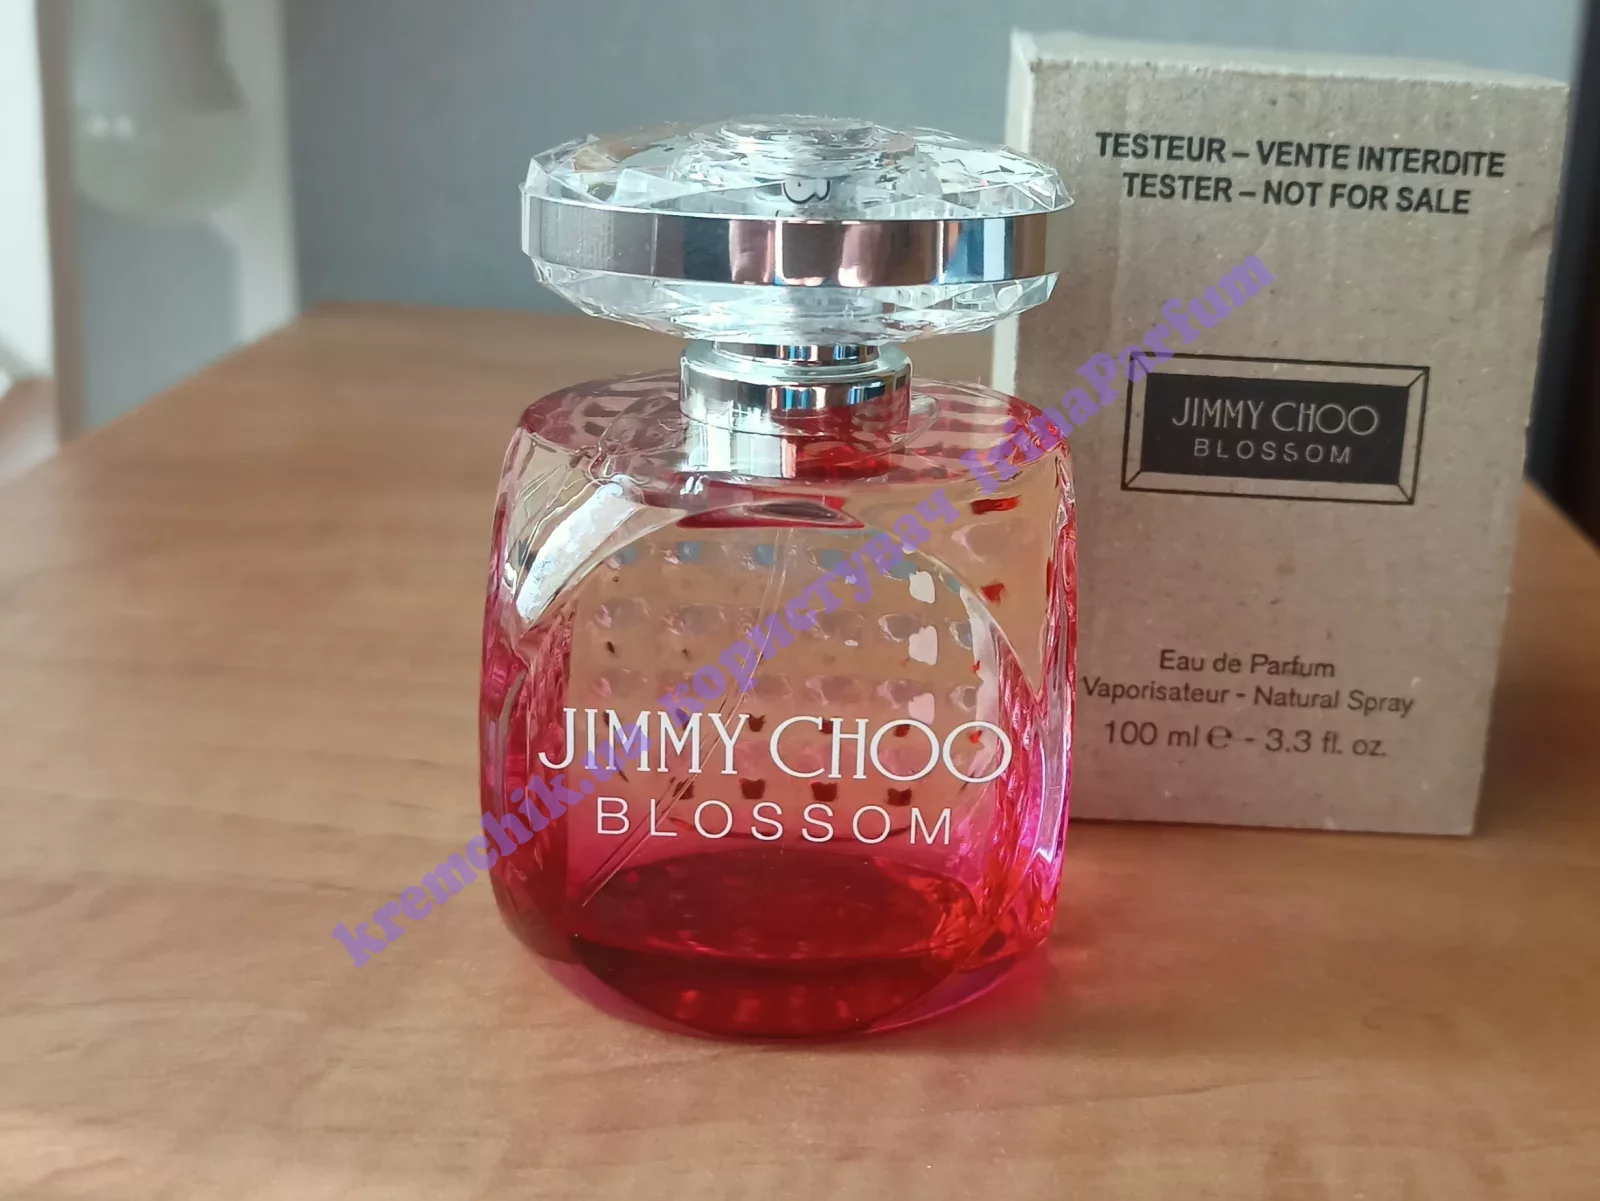 TESTEUR – VENTE INTERDITE
TESTER – NOT FOR SALE
JIMMY CHOO
BLOSSOM
Eau de Parfum
Vaporisateur - Natural Spray
100 ml ℮ - 3.3 fl. oz.
JIMMY CHOO
BLOSSOM
kremchik.ua користувач IrinaParfum